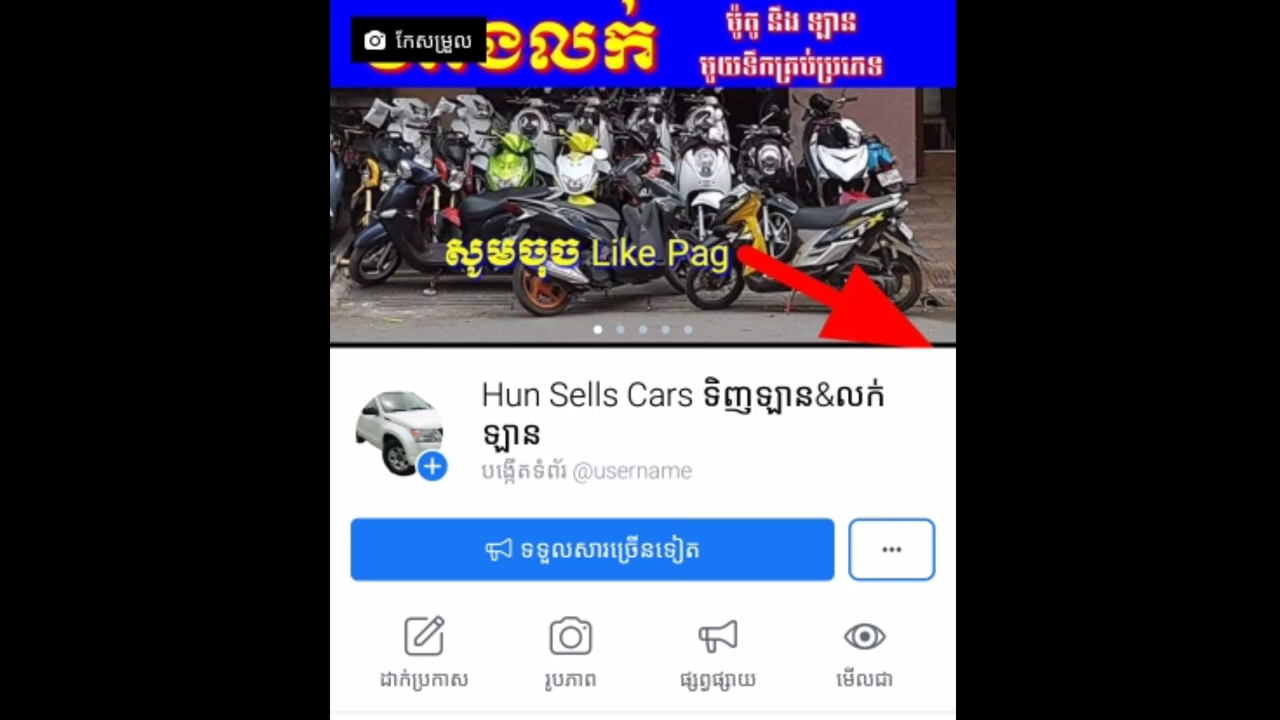 កែសម្រួល
ម៉ូតូ នឹង ឡាន
មួយទឹកគ្រប់ប្រភេទ
សូមចុច Like Pag
Hun Sells Cars ទិញឡាន&លក់
ឡាន
បង្កើតទំព័រ @username
ទទួលសារច្រើនទៀត
ដាក់ប្រកាស
រូបភាព
ផ្សព្វផ្សាយ
មើលជា